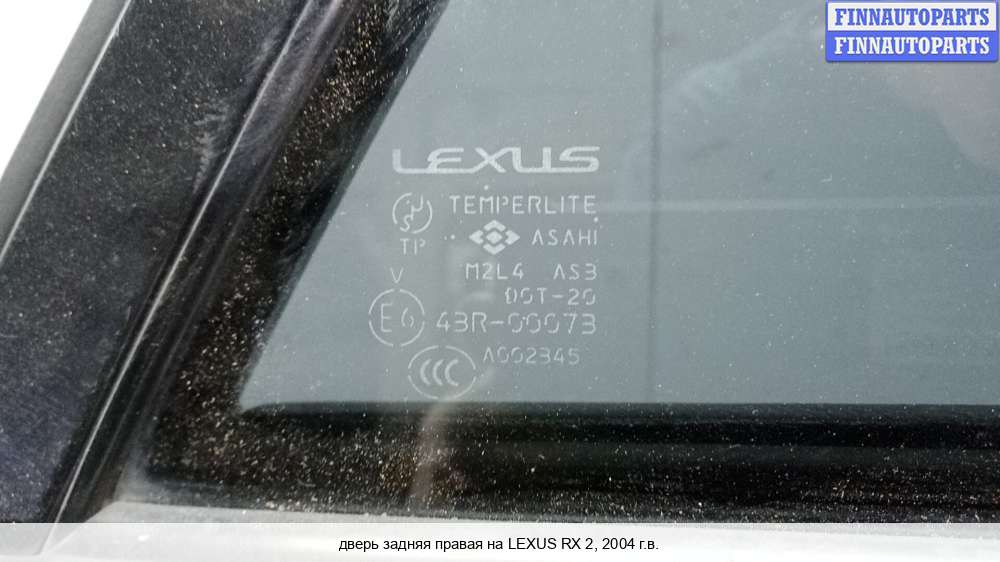 FINNAUTOPARTS
FINNAUTOPARTS
LEXUS
TEMPERLITE
TP ASAHI
M2L4 AS3
V DOT-20
E6 43R-00073
CCC A002345
дверь задняя правая на LEXUS RX 2, 2004 г.в.